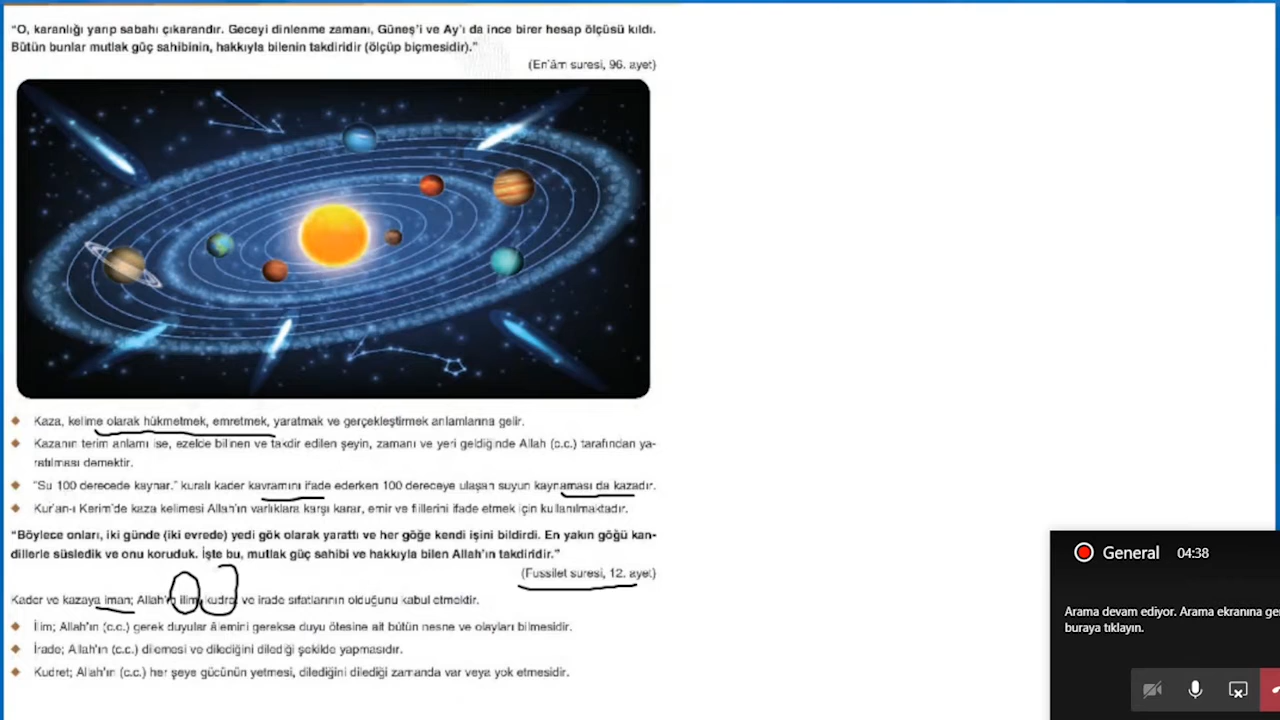 "O, karanlığı yarıp sabahı çıkarandır. Geceyi dinlenme zamanı, Güneş'i ve Ay'ı da ince birer hesap ölçüsü kıldı.
Bütün bunlar mutlak güç sahibinin, hakkıyla bilenin takdiridir (ölçüp biçmesidir)."
(En'âm suresi, 96. ayet)
Kaza, kelime olarak hükmetmek, emretmek, yaratmak ve gerçekleştirmek anlamlarına gelir.
Kazanın terim anlamı ise, ezelde bilinen ve takdir edilen şeyin, zamanı ve yeri geldiğinde Allah (c.c.) tarafından ya-
ratılması demektir.
"Su 100 derecede kaynar." kuralı kader kavramını ifade ederken 100 dereceye ulaşan suyun kaynaması da kazadır.
Kur'an-ı Kerim'de kaza kelimesi Allah'ın varlıklara karşı karar, emir ve fiillerini ifade etmek için kullanılmaktadır.
"Böylece onları, iki günde (iki evrede) yedi gök olarak yarattı ve her göğe kendi işini bildirdi. En yakın göğü kan-
dillerle süsledik ve onu koruduk. İşte bu, mutlak güç sahibi ve hakkıyla bilen Allah'ın takdiridir."
(Fussilet suresi, 12. ayet)
Kader ve kazaya iman; Allah'ın ilim, kudret ve irade sıfatlarının olduğunu kabul etmektir.
İlim; Allah'ın (c.c.) gerek duyular âlemini gerekse duyu ötesine ait bütün nesne ve olayları bilmesidir.
İrade; Allah'ın (c.c.) dilemesi ve dilediğini dilediği şekilde yapmasıdır.
Kudret; Allah'ın (c.c.) her şeye gücünün yetmesi, dilediğini dilediği zamanda var veya yok etmesidir.
General 04:38
Arama devam ediyor. Arama ekranına ge
buraya tıklayın.